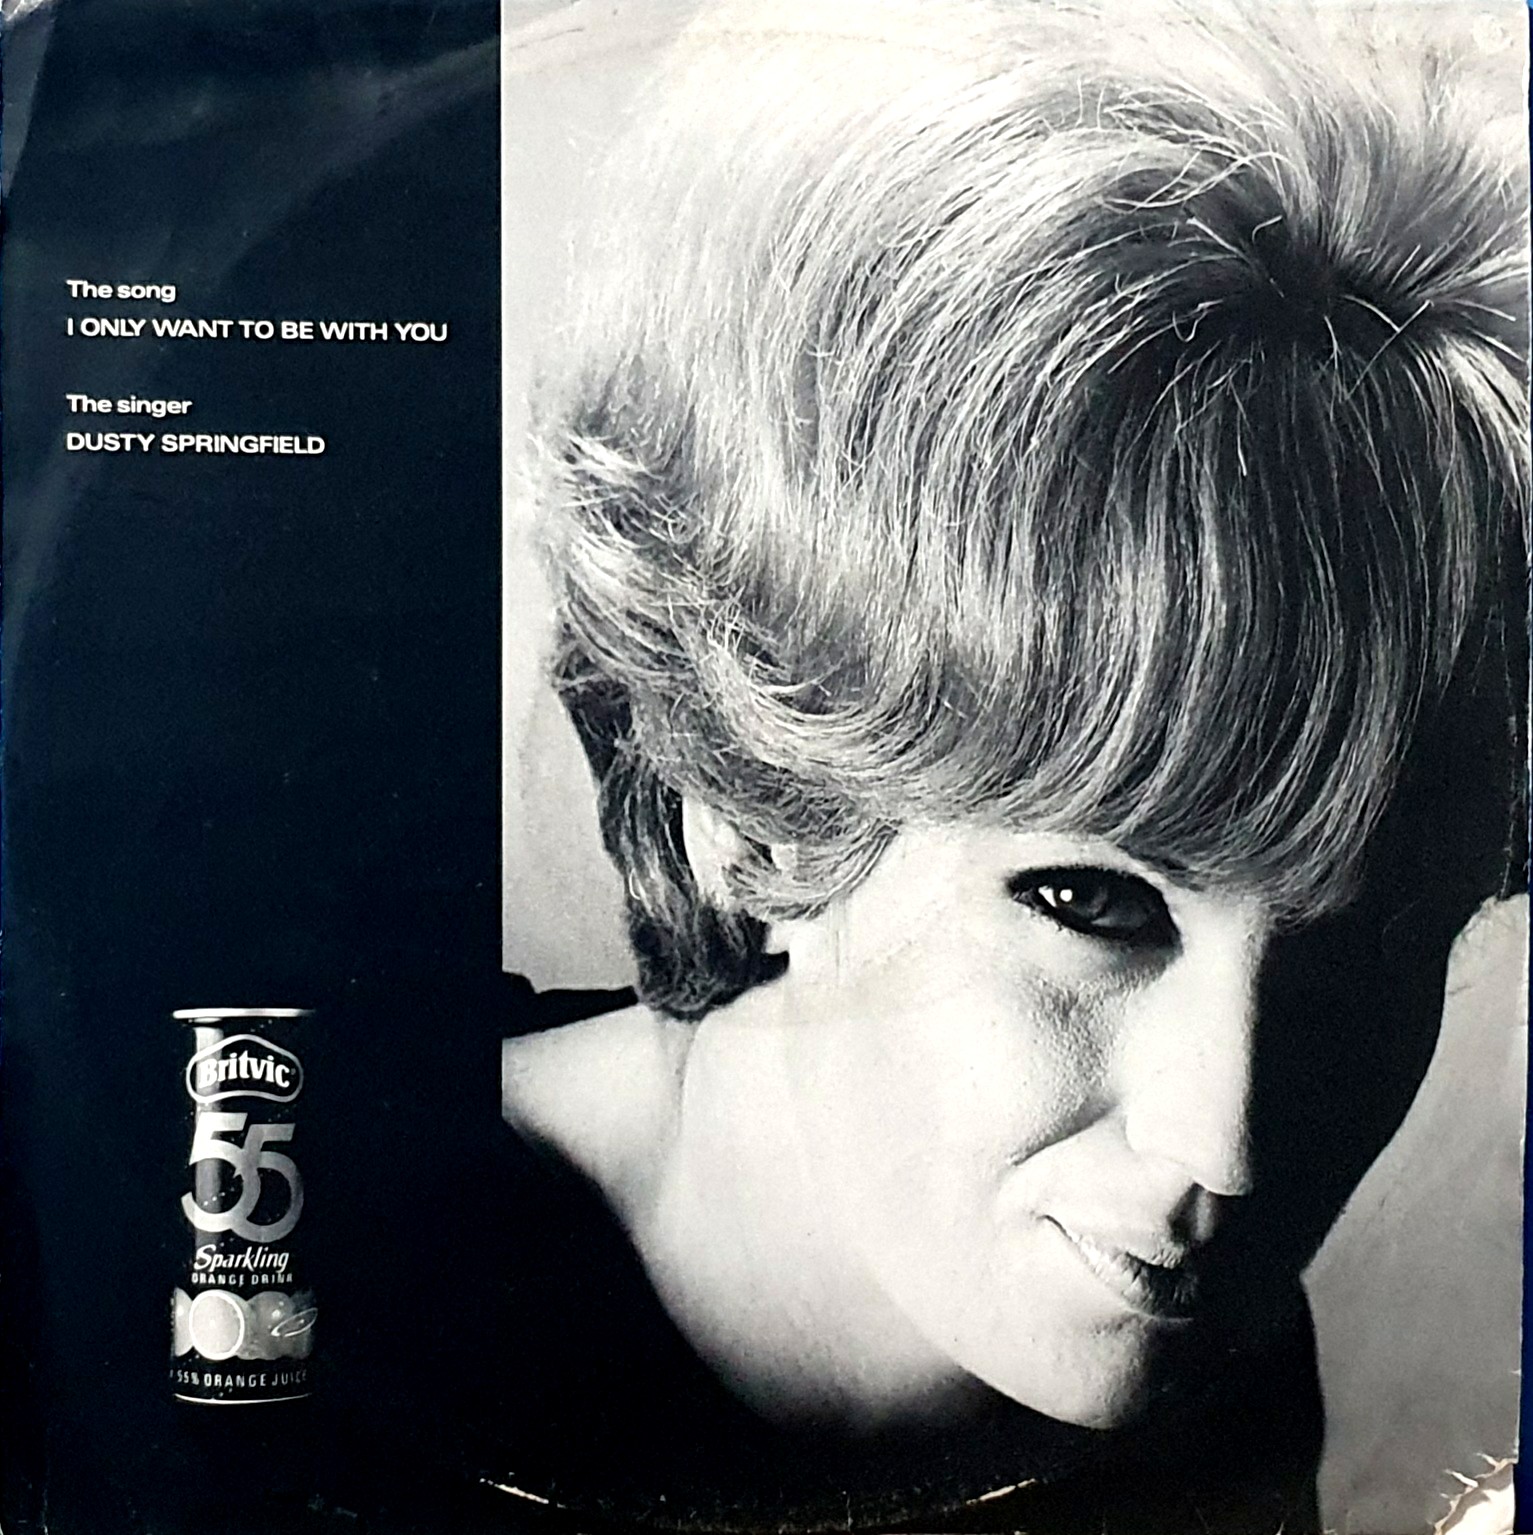 The song
I ONLY WANT TO BE WITH YOU
The singer
DUSTY SPRINGFIELD
Britvic
55
Sparkling
ORANGE DRINK
55% ORANGE JUICE